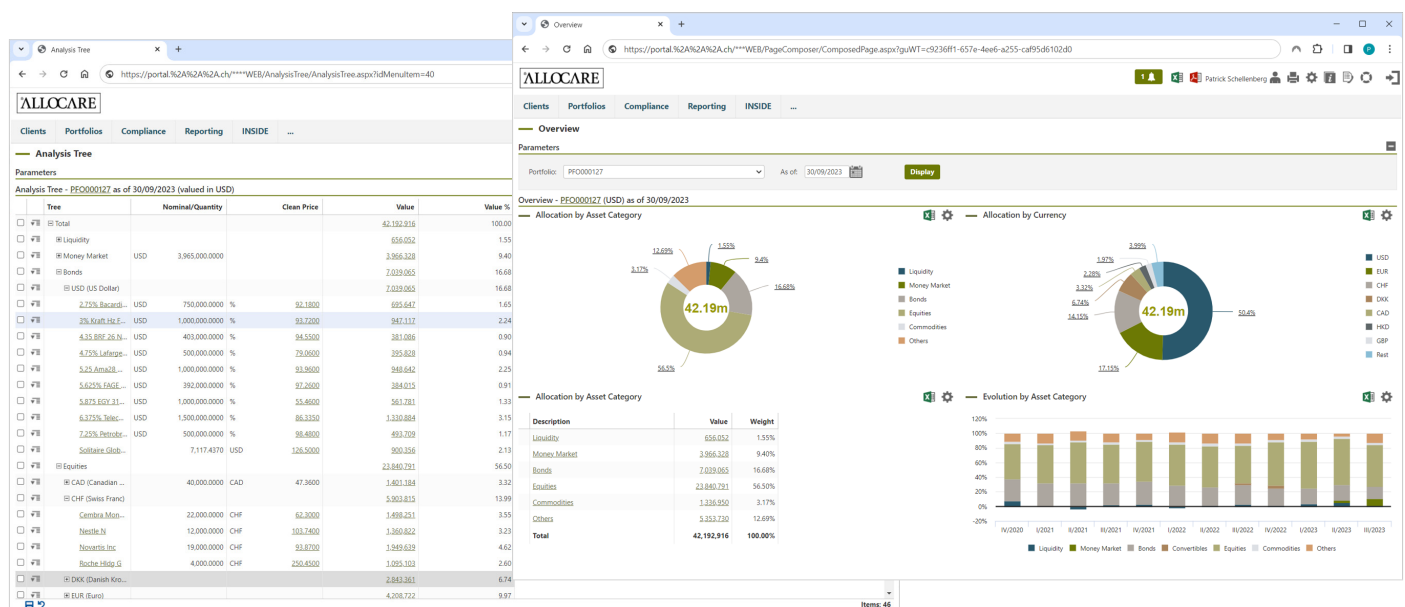 Analysis Tree
https://portal.%2A%2A%2A.ch/****WEB/AnalysisTree/AnalysisTree.aspx?idMenuItem=40
ALLOCARE
Clients Portfolios Compliance Reporting INSIDE ...
Analysis Tree
Parameters
Analysis Tree - PFO000127 as of 30/09/2023 (valued in USD)
Tree Nominal/Quantity Clean Price Value Value %
Total 42,192,916 100.00
Liquidity 656,052 1.55
Money Market USD 3,965,000.0000 3,966,328 9.40
Bonds 7,039,065 16.68
USD (US Dollar) 7,039,065 16.68
2.75% Bacardi... USD 750,000.0000 % 92.1800 695,647 1.65
3% Kraft Hz F... USD 1,000,000.0000 % 93.7200 947,117 2.24
4.35 BRF 26 N... USD 403,000.0000 % 94.5500 381,086 0.90
4.75% Lafarge... USD 500,000.0000 % 79.0600 395,828 0.94
5.25 Ama28 ... USD 1,000,000.0000 % 93.9600 948,642 2.25
5.625% FAGE ... USD 392,000.0000 % 97.2600 384,015 0.91
5.875 EGY 31... USD 1,000,000.0000 % 55.4600 561,781 1.33
6.375% Telec... USD 1,500,000.0000 % 86.3350 1,330,884 3.15
7.25% Petrobr... USD 500,000.0000 % 98.4800 493,709 1.17
Solitaire Glob... 7,117.4370 USD 126.5000 900,356 2.13
Equities 23,840,791 56.50
CAD (Canadian ... 40,000.0000 CAD 47.3600 1,401,184 3.32
CHF (Swiss Franc) 5,903,815 13.99
Cembra Mon... 22,000.0000 CHF 62.3000 1,498,251 3.55
Nestle N 12,000.0000 CHF 103.7400 1,360,822 3.23
Novartis Inc 19,000.0000 CHF 93.8700 1,949,639 4.62
Roche Hldg G 4,000.0000 CHF 250.4500 1,095,103 2.60
DKK (Danish Kro... 2,843,361 6.74
EUR (Euro) 4,208,722 9.97
Items: 46
Overview
https://portal.%2A%2A%2A.ch/***WEB/PageComposer/ComposedPage.aspx?guWT=c9236ff1-657e-4ee6-a255-caf95d6102d0
ALLOCARE
1 Patrick Schellenberg
Clients Portfolios Compliance Reporting INSIDE ...
Overview
Parameters
Portfolio: PFO000127 As of: 30/09/2023 Display
Overview - PFO000127 (USD) as of 30/09/2023
Allocation by Asset Category
12.69% 1.55%
3.17% 9.4%
16.68%
42.19m
56.5%
Liquidity
Money Market
Bonds
Equities
Commodities
Others
Allocation by Currency
3.99%
1.97%
2.28%
3.32%
6.74%
14.15% 42.19m 50.4%
17.15%
USD
EUR
CHF
DKK
CAD
HKD
GBP
Rest
Allocation by Asset Category
Description Value Weight
Liquidity 656,052 1.55%
Money Market 3,966,328 9.40%
Bonds 7,039,065 16.68%
Equities 23,840,791 56.50%
Commodities 1,336,950 3.17%
Others 5,353,730 12.69%
Total 42,192,916 100.00%
Evolution by Asset Category
120%
100%
80%
60%
40%
20%
0%
-20%
IV/2020 I/2021 II/2021 III/2021 IV/2021 I/2022 II/2022 III/2022 IV/2022 I/2023 II/2023 III/2023
Liquidity Money Market Bonds Convertibles Equities Commodities Others